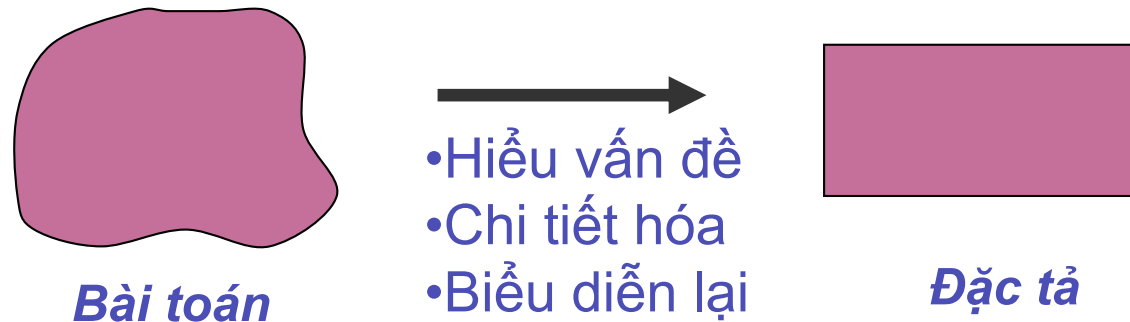 •Hiểu vấn đề
•Chi tiết hóa
•Biểu diễn lại
Bài toán
Đặc tả